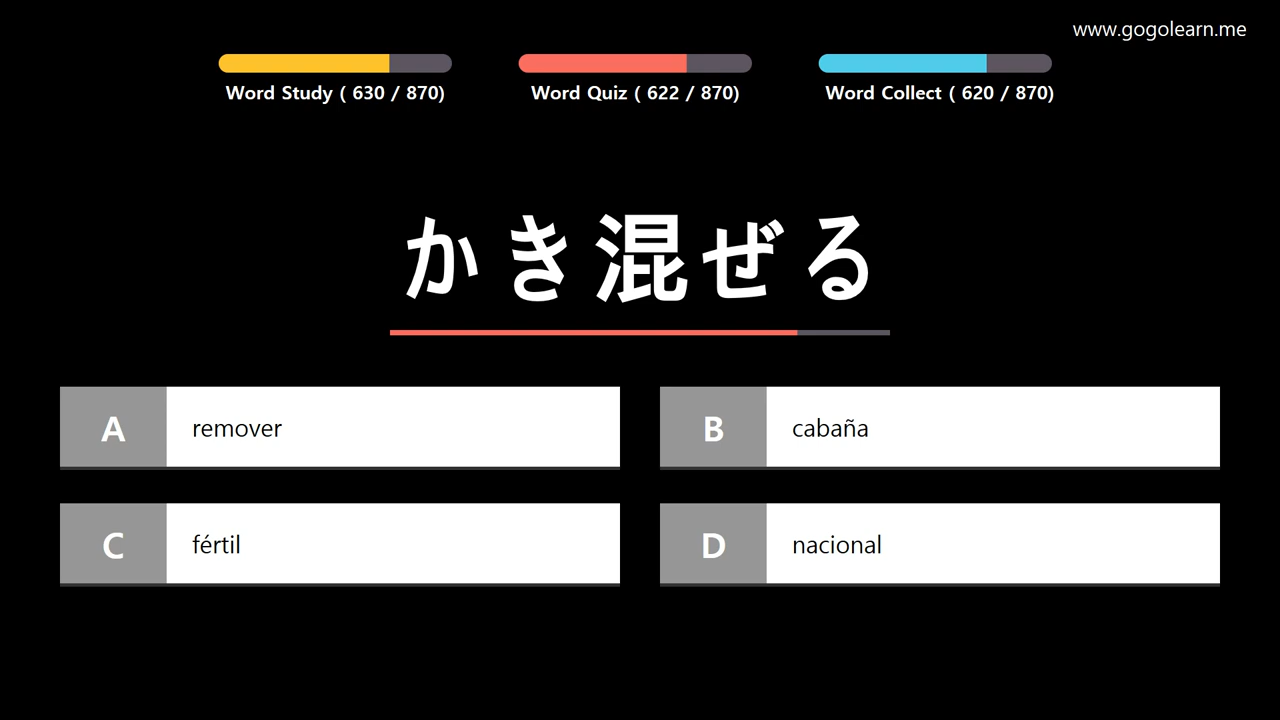 www.gogolearn.me
Word Study ( 630 / 870)
Word Quiz ( 622 / 870)
Word Collect ( 620 / 870)
かき混ぜる
A remover
B cabaña
C fértil
D nacional